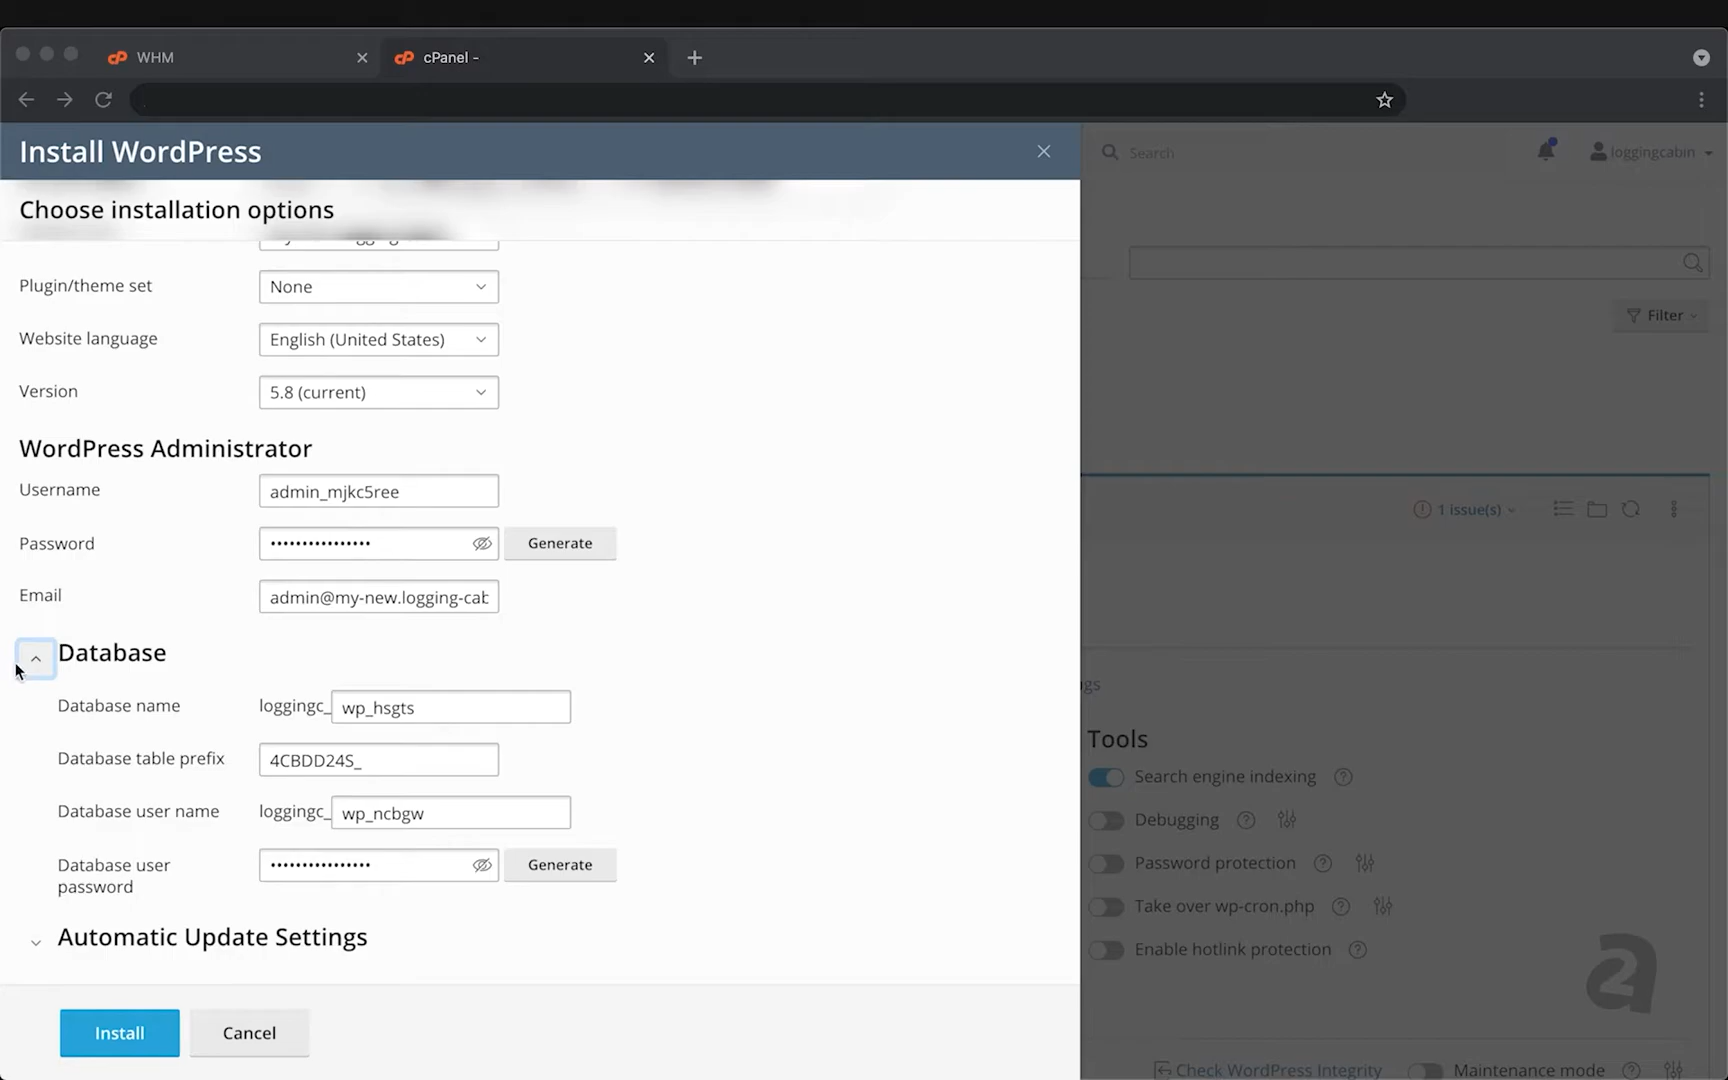 WHM
cPanel -
Install WordPress
Search
loggingcabin
Choose installation options
Plugin/theme set
None
Filter
Website language
English (United States)
Version
5.8 (current)
WordPress Administrator
Username
admin_mjkc5ree
1 issue(s)
Password
••••••••••••••••
Generate
Email
admin@my-new.logging-cab
Database
Database name
loggingc_
wp_hsgts
Tools
Database table prefix
4CBDD24S_
Search engine indexing
Database user name
loggingc_
wp_ncbgw
Debugging
Database user
password
••••••••••••••••
Generate
Password protection
Take over wp-cron.php
Automatic Update Settings
Enable hotlink protection
a2
Install
Cancel
Check WordPress Integrity
Maintenance mode